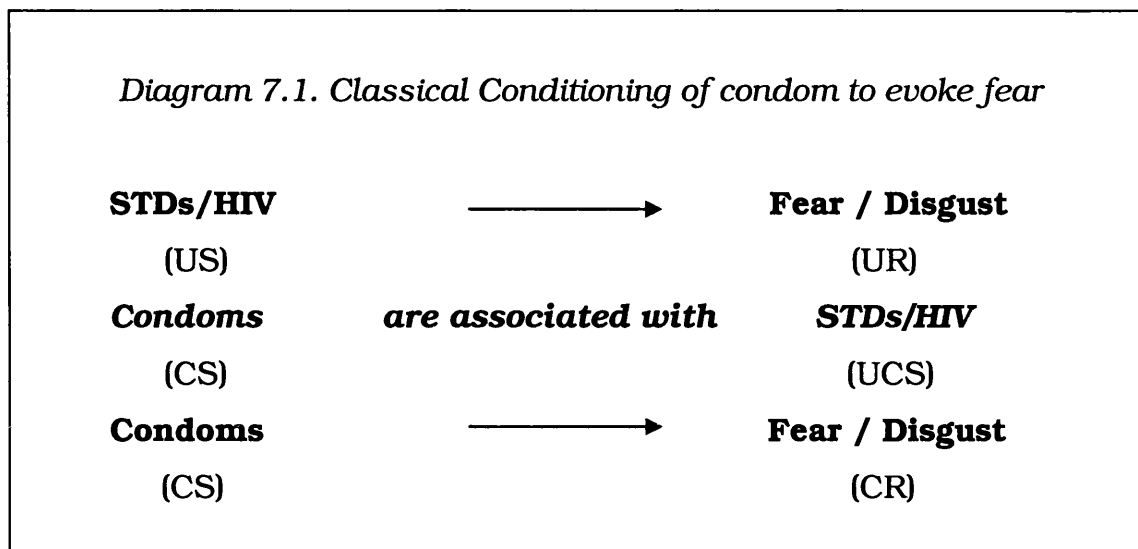 Diagram 7.1. Classical Conditioning of condom to evoke fear
STDs/HIV Fear / Disgust
(US) (UR)
Condoms are associated with STDs/HIV
(CS) (UCS)
Condoms Fear / Disgust
(CS) (CR)